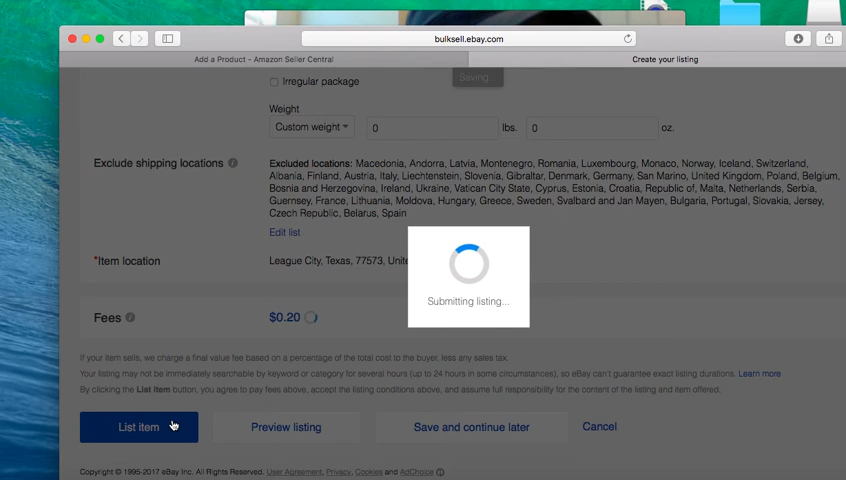 bulksell.ebay.com
Add a Product - Amazon Seller Central
Create your listing
Irregular package
Saving...
Weight
Custom weight
0
lbs.
0
oz.
Exclude shipping locations
Excluded locations: Macedonia, Andorra, Latvia, Montenegro, Romania, Luxembourg, Monaco, Norway, Iceland, Switzerland,
Albania, Finland, Austria, Italy, Liechtenstein, Slovenia, Gibraltar, Denmark, Germany, San Marino, United Kingdom, Poland, Belgium,
Bosnia and Herzegovina, Ireland, Ukraine, Vatican City State, Cyprus, Estonia, Croatia, Republic of, Malta, Netherlands, Serbia,
Guernsey, France, Lithuania, Moldova, Hungary, Greece, Sweden, Svalbard and Jan Mayen, Bulgaria, Portugal, Slovakia, Jersey,
Czech Republic, Belarus, Spain
Edit list
*Item location
League City, Texas, 77573, Unite
Submitting listing...
Fees
$0.20
If your item sells, we charge a final value fee based on a percentage of the total cost to the buyer, less any sales tax.
Your listing may not be immediately searchable by keyword or category for several hours (up to 24 hours in some circumstances), so eBay can't guarantee exact listing durations. Learn more
By clicking the List Item button, you agree to pay fees above, accept the listing conditions above, and assume full responsibility for the content of the listing and item offered.
List item
Preview listing
Save and continue later
Cancel
Copyright © 1995-2017 eBay Inc. All Rights Reserved. User Agreement, Privacy, Cookies and AdChoice